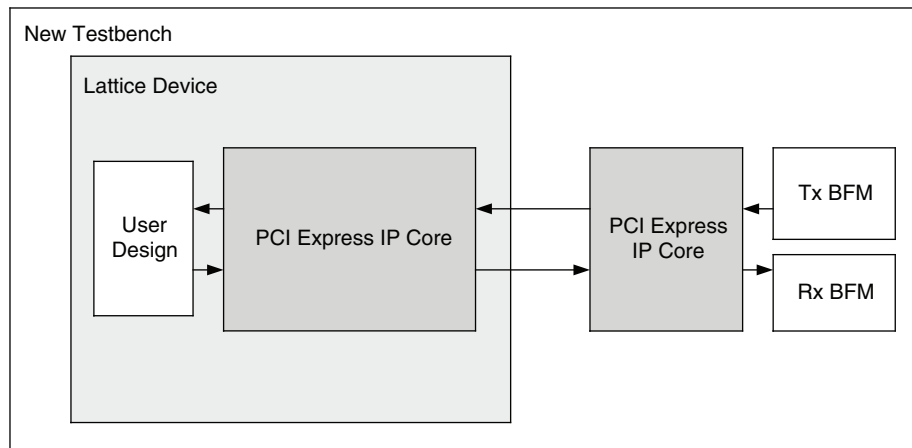 New Testbench
Lattice Device
User
Design
PCI Express IP Core
PCI Express
IP Core
Tx BFM
Rx BFM